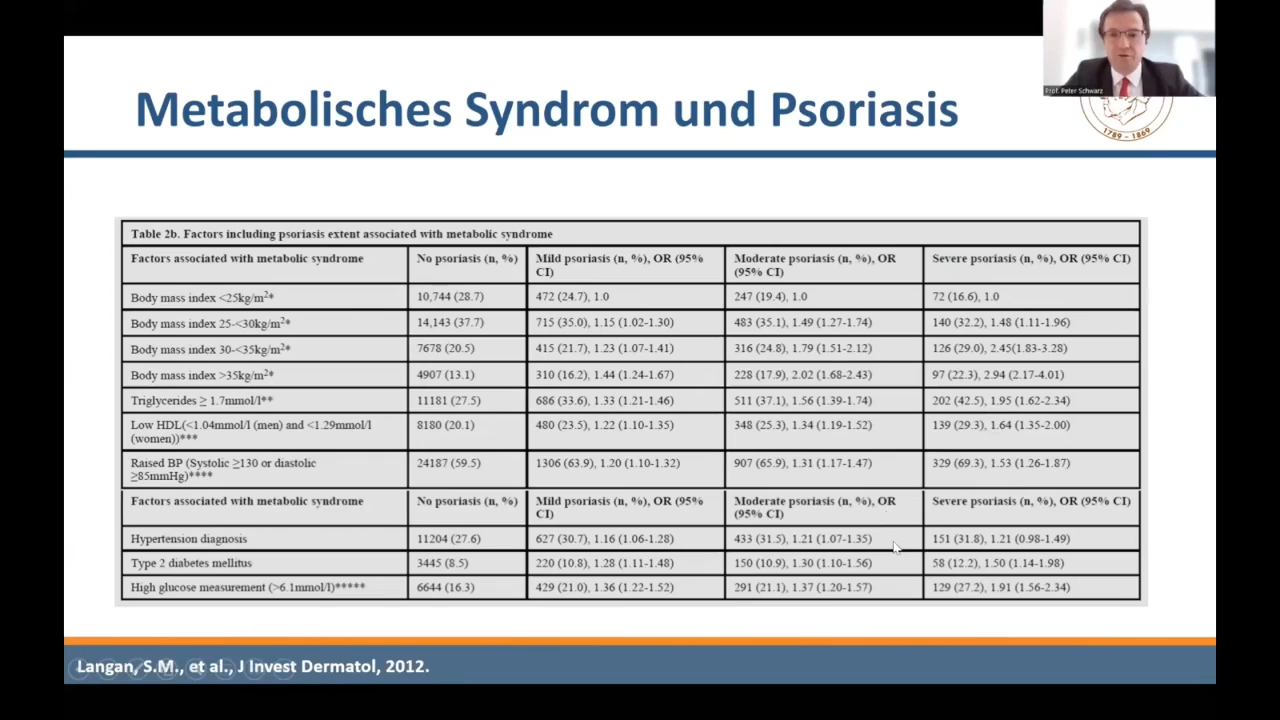 Prof. Peter Schwarz
Metabolisches Syndrom und Psoriasis
1789 - 1869
Table 2b. Factors including psoriasis extent associated with metabolic syndrome
Factors associated with metabolic syndrome No psoriasis (n, %) Mild psoriasis (n, %), OR (95% CI) Moderate psoriasis (n, %), OR (95% CI) Severe psoriasis (n, %), OR (95% CI)
Body mass index <25kg/m²* 10,744 (28.7) 472 (24.7), 1.0 247 (19.4), 1.0 72 (16.6), 1.0
Body mass index 25-<30kg/m²* 14,143 (37.7) 715 (35.0), 1.15 (1.02-1.30) 483 (35.1), 1.49 (1.27-1.74) 140 (32.2), 1.48 (1.11-1.96)
Body mass index 30-<35kg/m²* 7678 (20.5) 415 (21.7), 1.23 (1.07-1.41) 316 (24.8), 1.79 (1.51-2.12) 126 (29.0), 2.45(1.83-3.28)
Body mass index >35kg/m²* 4907 (13.1) 310 (16.2), 1.44 (1.24-1.67) 228 (17.9), 2.02 (1.68-2.43) 97 (22.3), 2.94 (2.17-4.01)
Triglycerides ≥ 1.7mmol/l** 11181 (27.5) 686 (33.6), 1.33 (1.21-1.46) 511 (37.1), 1.56 (1.39-1.74) 202 (42.5), 1.95 (1.62-2.34)
Low HDL(<1.04mmol/l (men) and <1.29mmol/l (women))*** 8180 (20.1) 480 (23.5), 1.22 (1.10-1.35) 348 (25.3), 1.34 (1.19-1.52) 139 (29.3), 1.64 (1.35-2.00)
Raised BP (Systolic ≥130 or diastolic ≥85mmHg)**** 24187 (59.5) 1306 (63.9), 1.20 (1.10-1.32) 907 (65.9), 1.31 (1.17-1.47) 329 (69.3), 1.53 (1.26-1.87)
Factors associated with metabolic syndrome No psoriasis (n, %) Mild psoriasis (n, %), OR (95% CI) Moderate psoriasis (n, %), OR (95% CI) Severe psoriasis (n, %), OR (95% CI)
Hypertension diagnosis 11204 (27.6) 627 (30.7), 1.16 (1.06-1.28) 433 (31.5), 1.21 (1.07-1.35) 151 (31.8), 1.21 (0.98-1.49)
Type 2 diabetes mellitus 3445 (8.5) 220 (10.8), 1.28 (1.11-1.48) 150 (10.9), 1.30 (1.10-1.56) 58 (12.2), 1.50 (1.14-1.98)
High glucose measurement (>6.1mmol/l)***** 6644 (16.3) 429 (21.0), 1.36 (1.22-1.52) 291 (21.1), 1.37 (1.20-1.57) 129 (27.2), 1.91 (1.56-2.34)
Langan, S.M., et al., J Invest Dermatol, 2012.